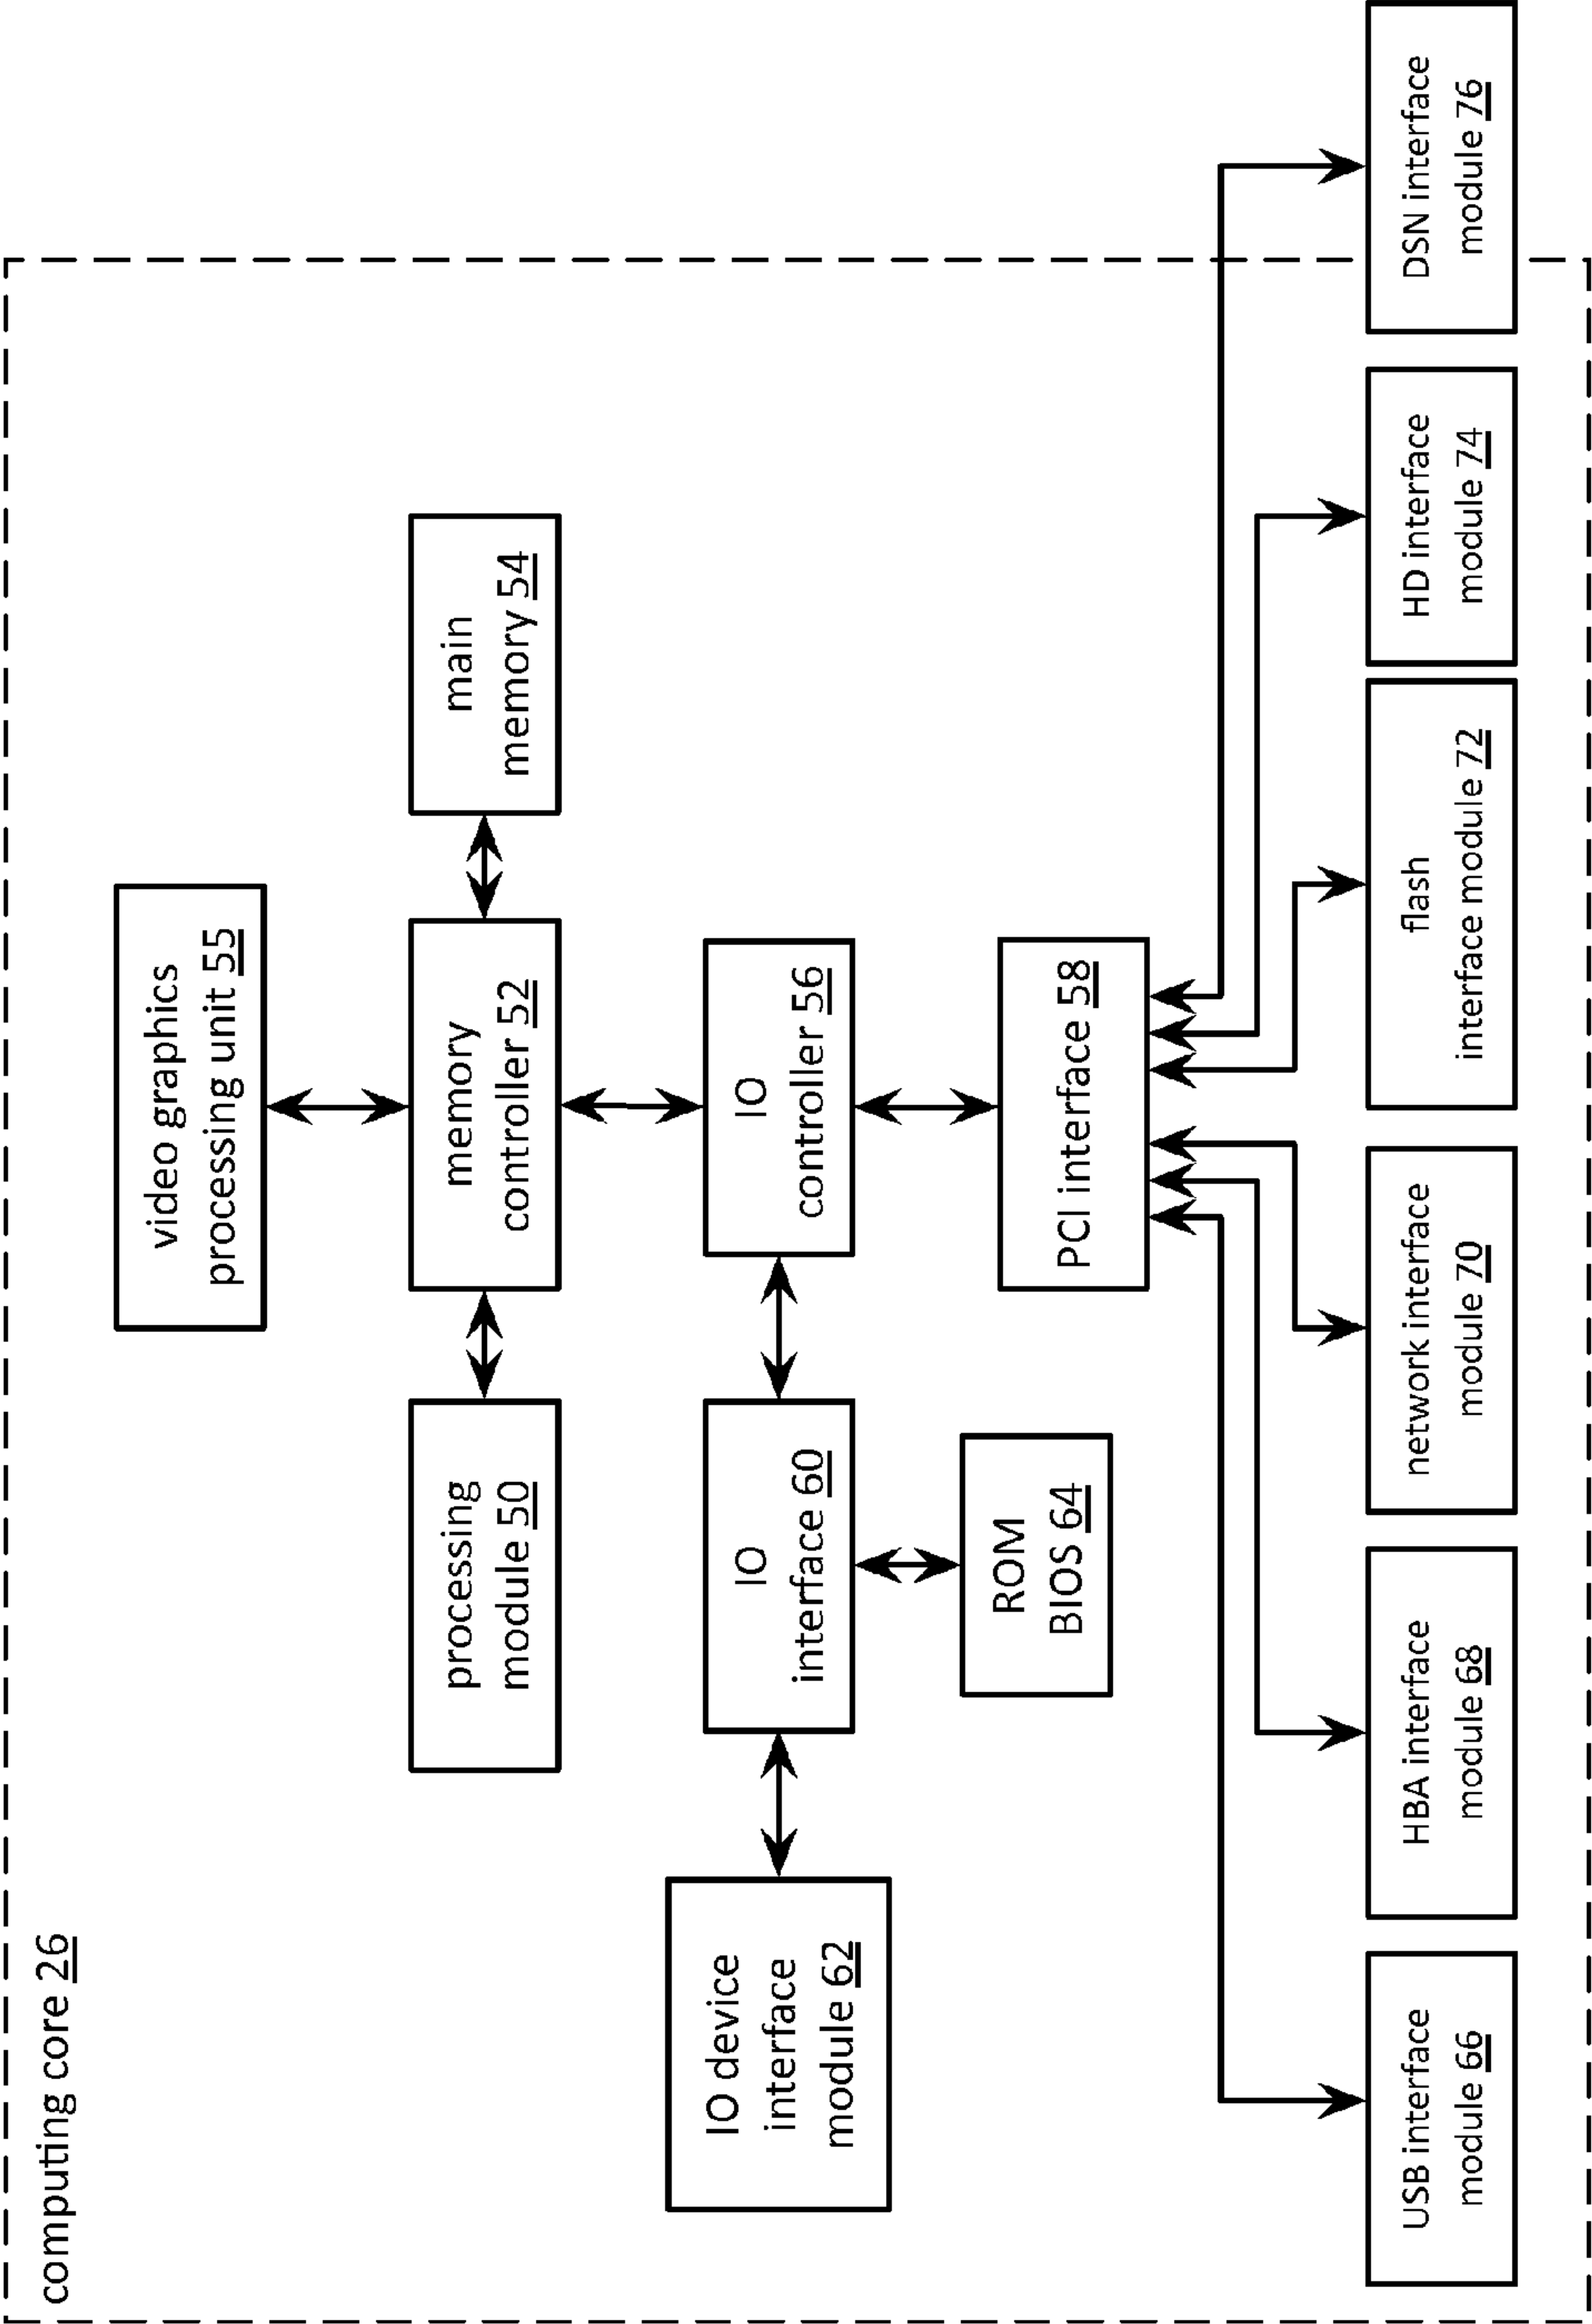 computing core 26
video graphics
processing unit 55
processing
module 50
memory
controller 52
main
memory 54
IO device
interface
module 62
IO
interface 60
IO
controller 56
ROM
BIOS 64
PCI interface 58
USB interface
module 66
HBA interface
module 68
network interface
module 70
flash
interface module 72
HD interface
module 74
DSN interface
module 76